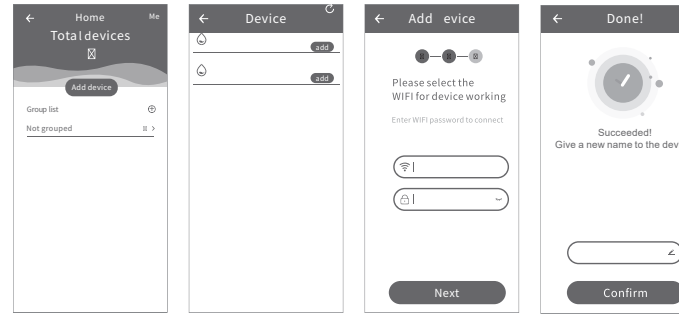 Home
Me
Total devices
Add device
Group list
Not grouped
Device
add
add
Add evice
Please select the
WIFI for device working
Enter WIFI password to connect
Next
Done!
Succeeded!
Give a new name to the dev
Confirm